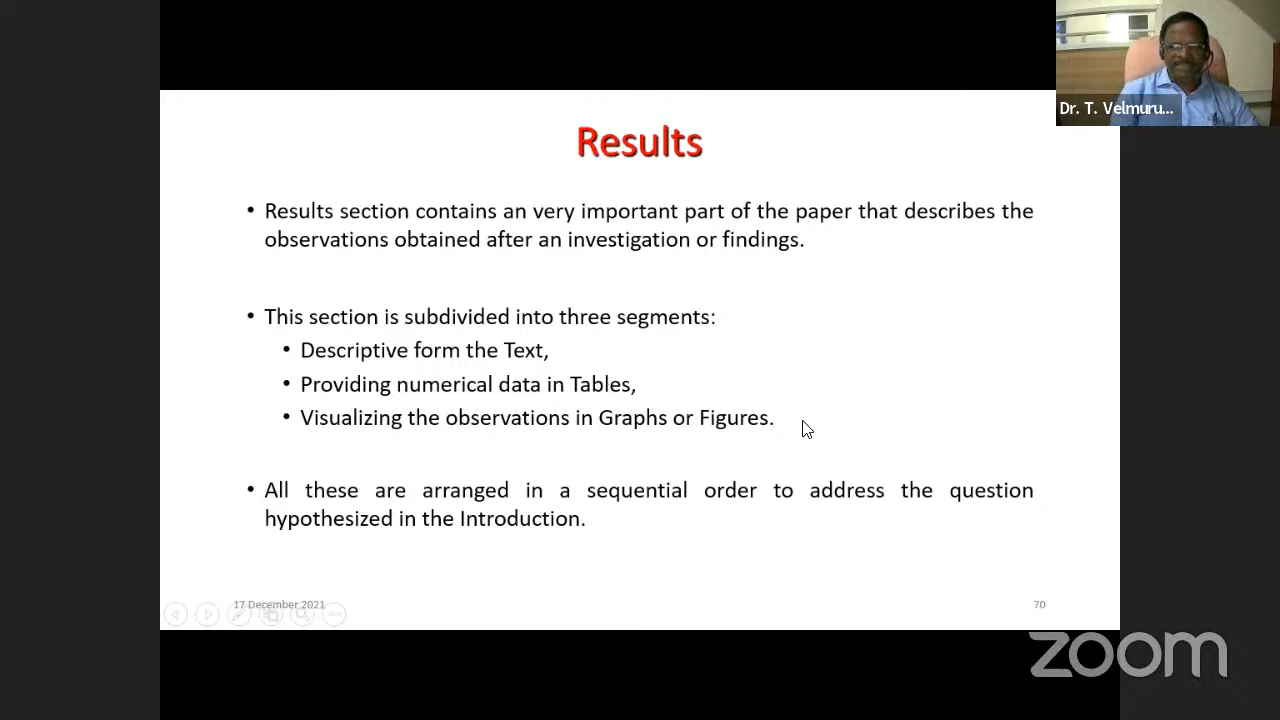 Dr. T. Velmuru...
Results
• Results section contains an very important part of the paper that describes the
observations obtained after an investigation or findings.
• This section is subdivided into three segments:
• Descriptive form the Text,
• Providing numerical data in Tables,
• Visualizing the observations in Graphs or Figures.
• All these are arranged in a sequential order to address the question
hypothesized in the Introduction.
17 December 2021
70
zoom